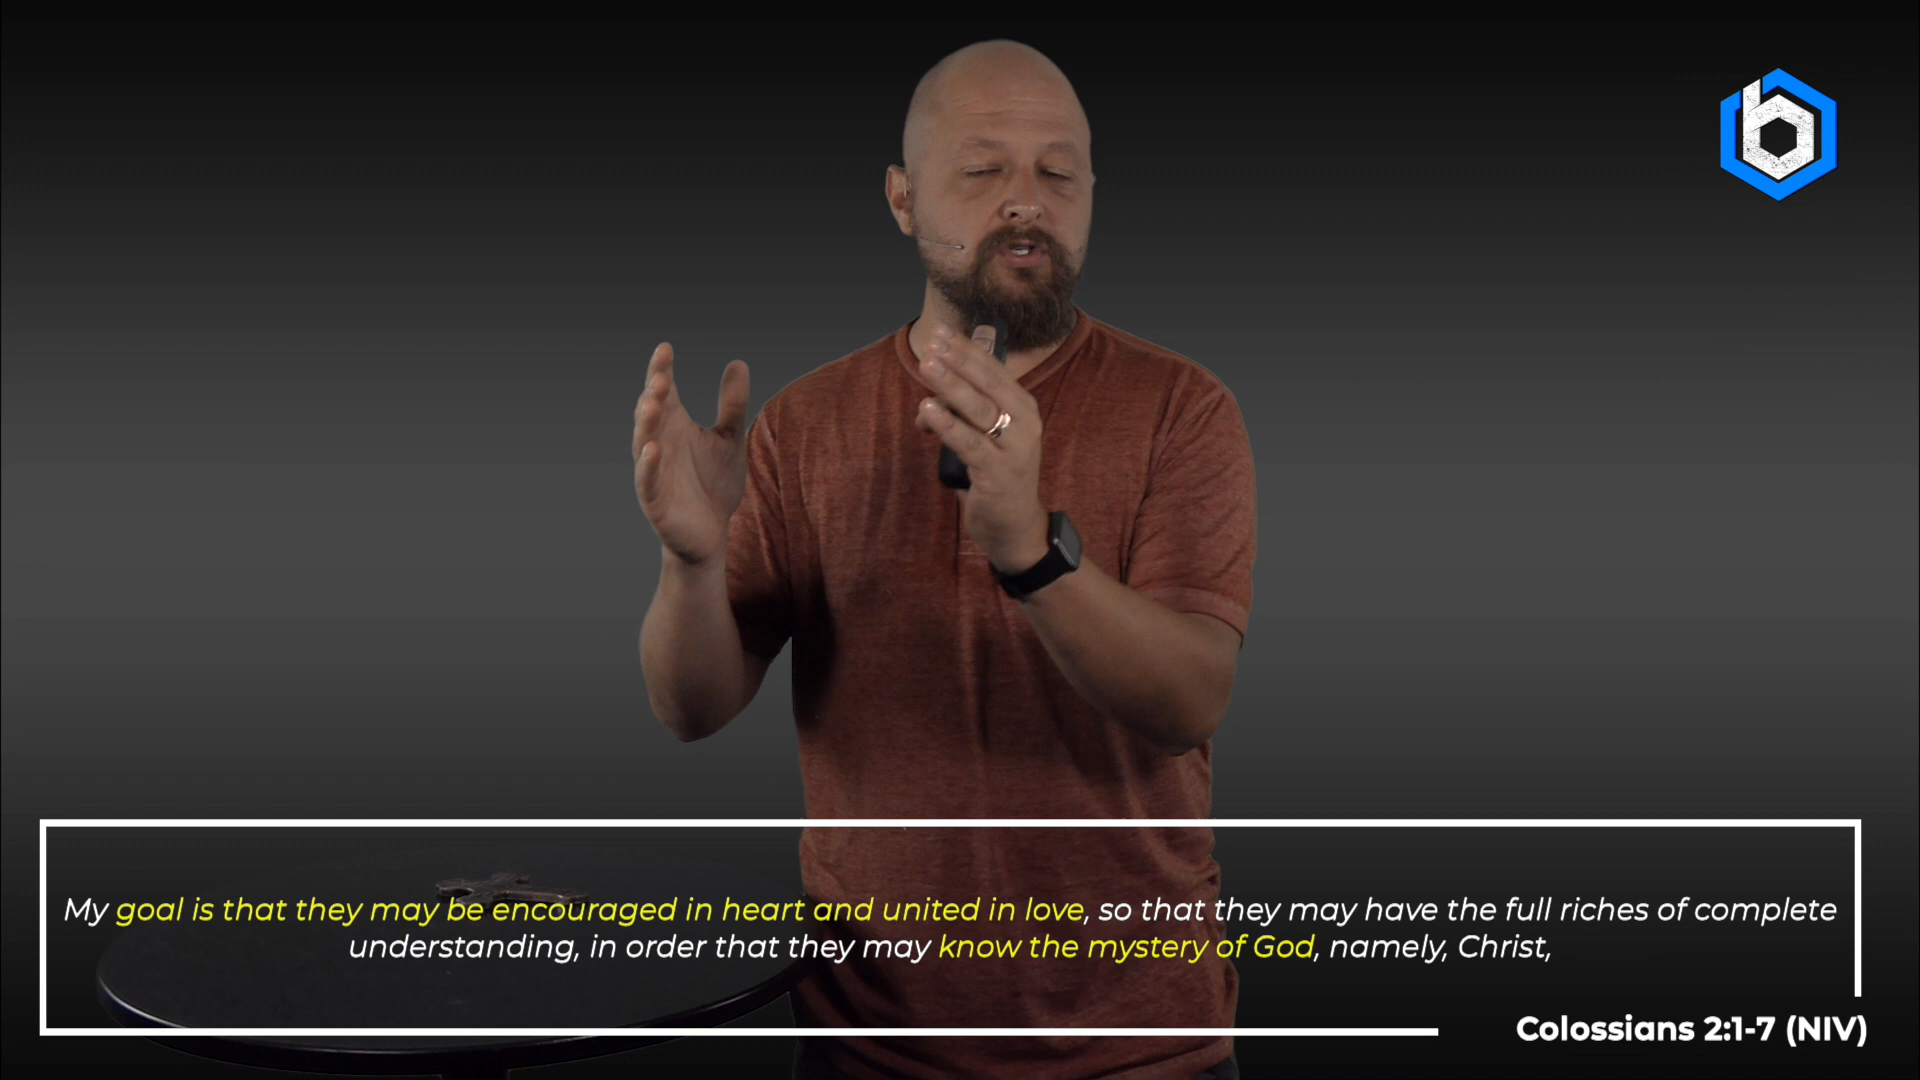 My goal is that they may be encouraged in heart and united in love, so that they may have the full riches of complete
understanding, in order that they may know the mystery of God, namely, Christ,
Colossians 2:1-7 (NIV)